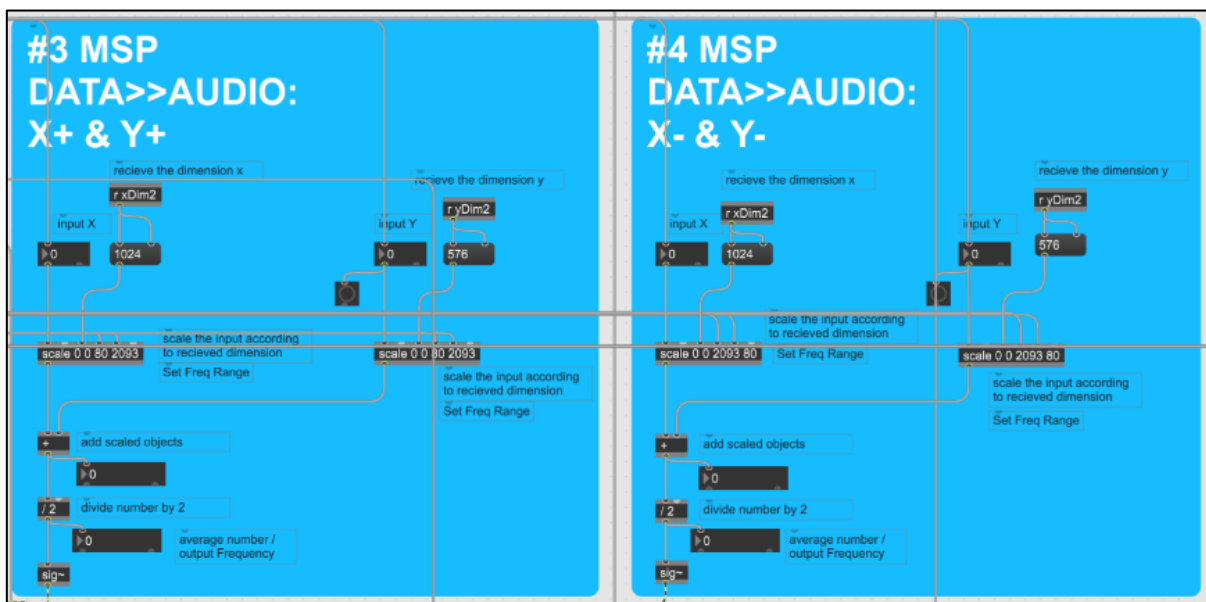 #3 MSP
DATA>>AUDIO:
X+ & Y+
recieve the dimension x
r xDim2
input X
0
1024
recieve the dimension y
r yDim2
input Y
0
576
scale 0 0 80 2093
scale the input according
to recieved dimension
Set Freq Range
scale 0 0 80 2093
scale the input according
to recieved dimension
Set Freq Range
+
add scaled objects
0
/ 2
divide number by 2
0
average number /
output Frequency
sig~
#4 MSP
DATA>>AUDIO:
X- & Y-
recieve the dimension x
r xDim2
input X
0
1024
recieve the dimension y
r yDim2
input Y
0
576
scale 0 0 2093 80
scale the input according
to recieved dimension
Set Freq Range
scale 0 0 2093 80
scale the input according
to recieved dimension
Set Freq Range
+
add scaled objects
0
/ 2
divide number by 2
0
average number /
output Frequency
sig~